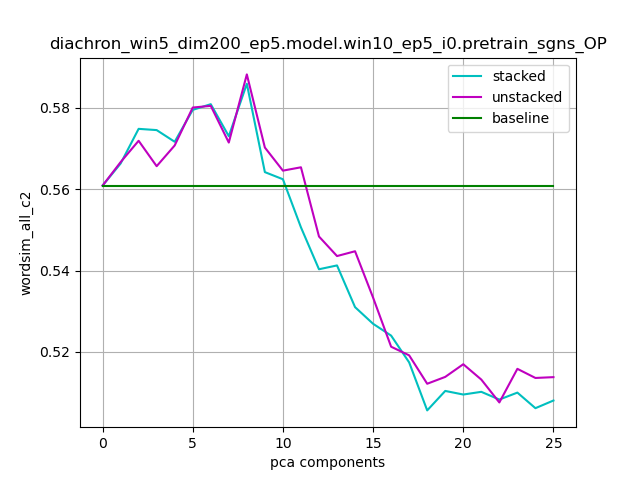 diachron_win5_dim200_ep5.model.win10_ep5_i0.pretrain_sgns_OP
stacked
unstacked
baseline
wordsim_all_c2
0.58
0.56
0.54
0.52
0
5
10
15
20
25
pca components